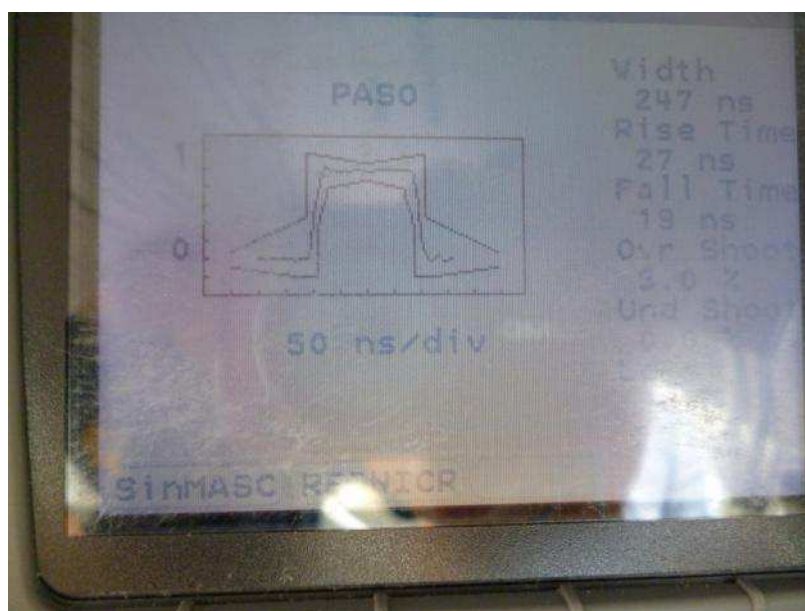 PASO
1
0
50 ns/div
Width
247 ns
Rise Time
27 ns
Fall Time
19 ns
Ovr Shoot
3.0 %
Und Shoot
SinMASC